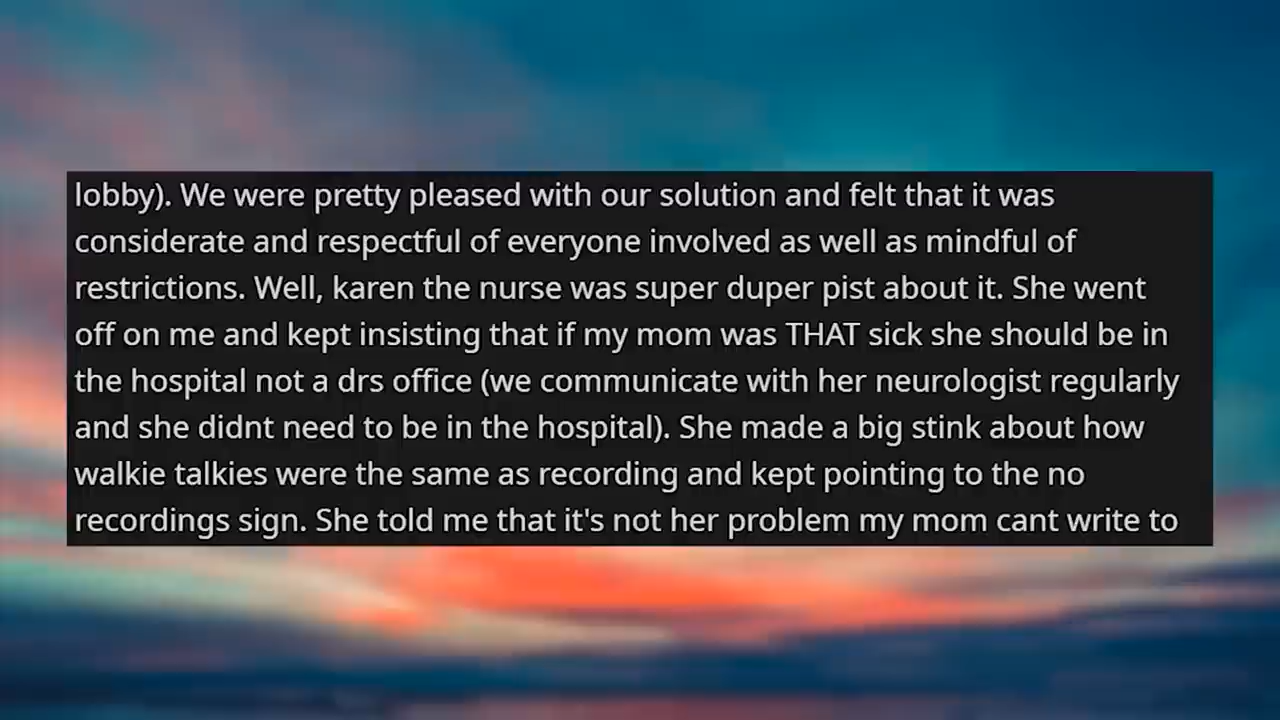 lobby). We were pretty pleased with our solution and felt that it was
considerate and respectful of everyone involved as well as mindful of
restrictions. Well, karen the nurse was super duper pist about it. She went
off on me and kept insisting that if my mom was THAT sick she should be in
the hospital not a drs office (we communicate with her neurologist regularly
and she didnt need to be in the hospital). She made a big stink about how
walkie talkies were the same as recording and kept pointing to the no
recordings sign. She told me that it's not her problem my mom cant write to